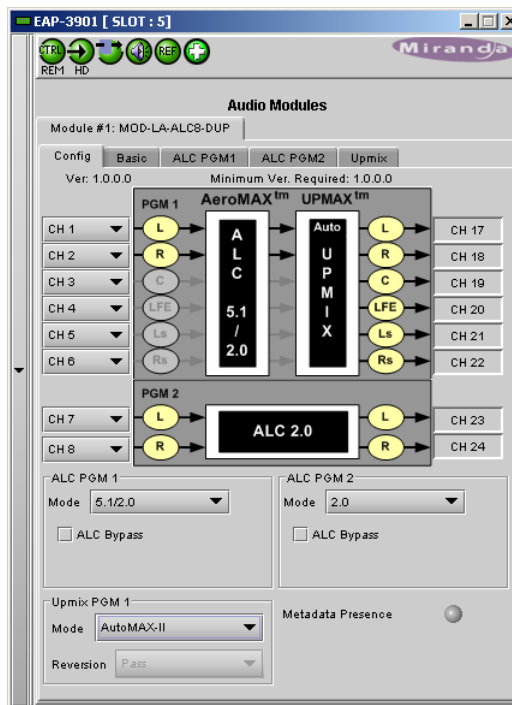 EAP-3901 [ SLOT : 5]
CTRL REF
REM HD
Miranda
Audio Modules
Module #1: MOD-LA-ALC8-DUP
Config Basic ALC PGM1 ALC PGM2 Upmix
Ver: 1.0.0.0 Minimum Ver. Required: 1.0.0.0
PGM 1 AeroMAXtm UPMAXtm
CH 1 L L CH 17
CH 2 R R CH 18
CH 3 C C CH 19
CH 4 LFE LFE CH 20
CH 5 Ls Ls CH 21
CH 6 Rs Rs CH 22
A
L
C
5.1
/
2.0
Auto
U
P
M
I
X
PGM 2
CH 7 L ALC 2.0 L CH 23
CH 8 R R CH 24
ALC PGM 1
Mode 5.1/2.0
ALC Bypass
ALC PGM 2
Mode 2.0
ALC Bypass
Upmix PGM 1
Mode AutoMAX-II
Reversion Pass
Metadata Presence